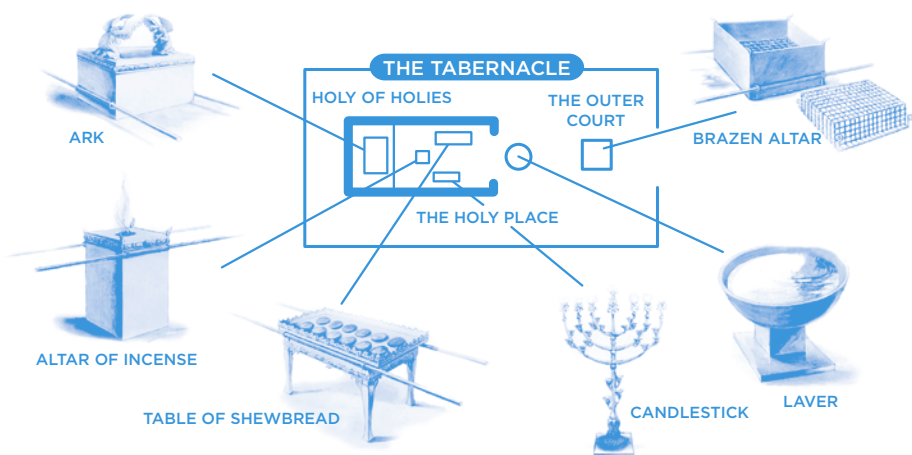 THE TABERNACLE
HOLY OF HOLIES
THE OUTER
COURT
ARK
BRAZEN ALTAR
THE HOLY PLACE
ALTAR OF INCENSE
TABLE OF SHEWBREAD
CANDLESTICK
LAVER